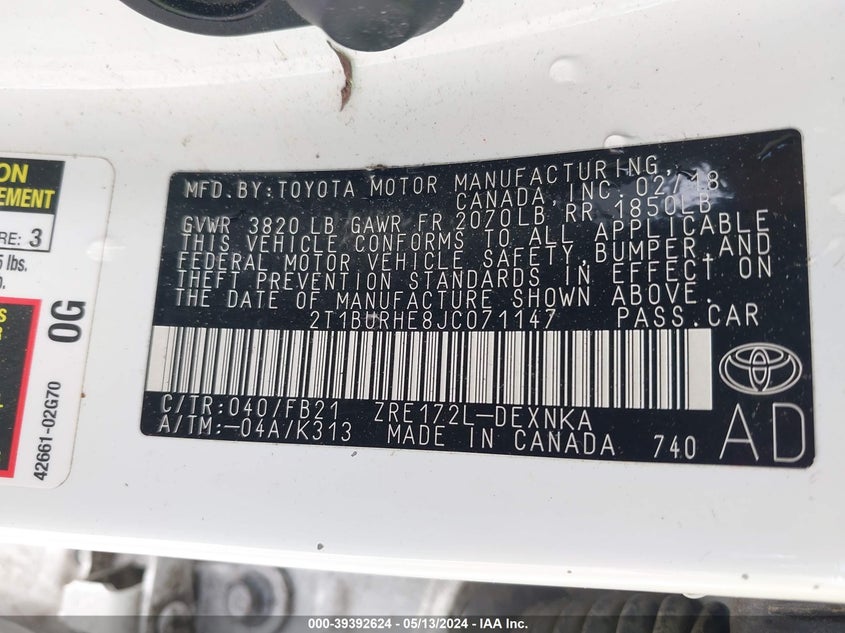 ON
EMENT
RE: 3
5 lbs.
0G
42661-02G70
MFD. BY: TOYOTA MOTOR MANUFACTURING,
CANADA, INC. 02/18
GVWR 3820 LB GAWR FR 2070LB RR 1850LB
THIS VEHICLE CONFORMS TO ALL APPLICABLE
FEDERAL MOTOR VEHICLE SAFETY, BUMPER, AND
THEFT PREVENTION STANDARDS IN EFFECT ON
THE DATE OF MANUFACTURE SHOWN ABOVE.
2T1BURHE8JC071147 PASS. CAR
C/TR: 040/FB21 ZRE172L-DEXNKA
A/TM: -04A/K313 MADE IN CANADA 740
AD
000-39392624 - 05/13/2024 - IAA Inc.